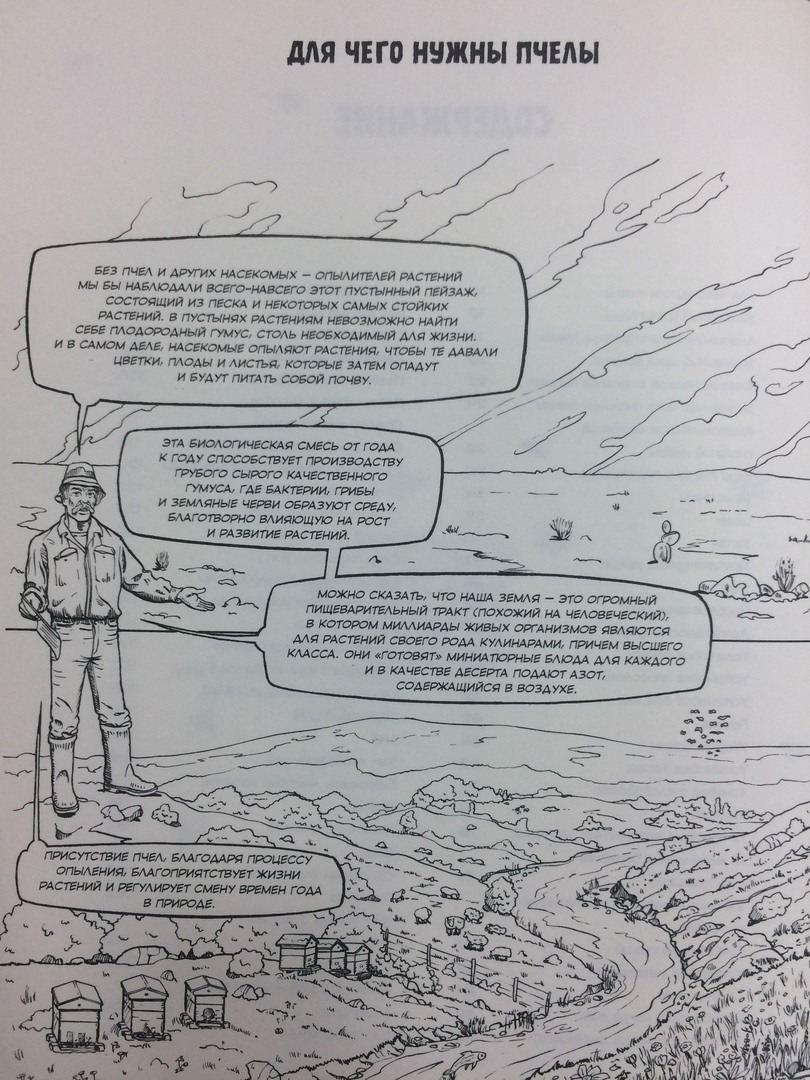 ДЛЯ ЧЕГО НУЖНЫ ПЧЕЛЫ
СОДЕРЖАНИЕ
БЕЗ ПЧЕЛ И ДРУГИХ НАСЕКОМЫХ – ОПЫЛИТЕЛЕЙ РАСТЕНИЙ
МЫ БЫ НАБЛЮДАЛИ ВСЕГО-НАВСЕГО ЭТОТ ПУСТЫННЫЙ ПЕЙЗАЖ,
СОСТОЯЩИЙ ИЗ ПЕСКА И НЕКОТОРЫХ САМЫХ СТОЙКИХ
РАСТЕНИЙ. В ПУСТЫНЯХ РАСТЕНИЯМ НЕВОЗМОЖНО НАЙТИ
СЕБЕ ПЛОДОРОДНЫЙ ГУМУС, СТОЛЬ НЕОБХОДИМЫЙ ДЛЯ ЖИЗНИ.
И В САМОМ ДЕЛЕ, НАСЕКОМЫЕ ОПЫЛЯЮТ РАСТЕНИЯ, ЧТОБЫ ТЕ ДАВАЛИ
ЦВЕТКИ, ПЛОДЫ И ЛИСТЬЯ, КОТОРЫЕ ЗАТЕМ ОПАДУТ
И БУДУТ ПИТАТЬ СОБОЙ ПОЧВУ.
ЭТА БИОЛОГИЧЕСКАЯ СМЕСЬ ОТ ГОДА
К ГОДУ СПОСОБСТВУЕТ ПРОИЗВОДСТВУ
ГРУБОГО СЫРОГО КАЧЕСТВЕННОГО
ГУМУСА, ГДЕ БАКТЕРИИ, ГРИБЫ
И ЗЕМЛЯНЫЕ ЧЕРВИ ОБРАЗУЮТ СРЕДУ,
БЛАГОТВОРНО ВЛИЯЮЩУЮ НА РОСТ
И РАЗВИТИЕ РАСТЕНИЙ.
МОЖНО СКАЗАТЬ, ЧТО НАША ЗЕМЛЯ – ЭТО ОГРОМНЫЙ
ПИЩЕВАРИТЕЛЬНЫЙ ТРАКТ (ПОХОЖИЙ НА ЧЕЛОВЕЧЕСКИЙ),
В КОТОРОМ МИЛЛИАРДЫ ЖИВЫХ ОРГАНИЗМОВ ЯВЛЯЮТСЯ
ДЛЯ РАСТЕНИЙ СВОЕГО РОДА КУЛИНАРАМИ, ПРИЧЕМ ВЫСШЕГО
КЛАССА. ОНИ «ГОТОВЯТ» МИНИАТЮРНЫЕ БЛЮДА ДЛЯ КАЖДОГО
И В КАЧЕСТВЕ ДЕСЕРТА ПОДАЮТ АЗОТ,
СОДЕРЖАЩИЙСЯ В ВОЗДУХЕ.
ПРИСУТСТВИЕ ПЧЕЛ, БЛАГОДАРЯ ПРОЦЕССУ
ОПЫЛЕНИЯ, БЛАГОПРИЯТСТВУЕТ ЖИЗНИ
РАСТЕНИЙ И РЕГУЛИРУЕТ СМЕНУ ВРЕМЕН ГОДА
В ПРИРОДЕ.